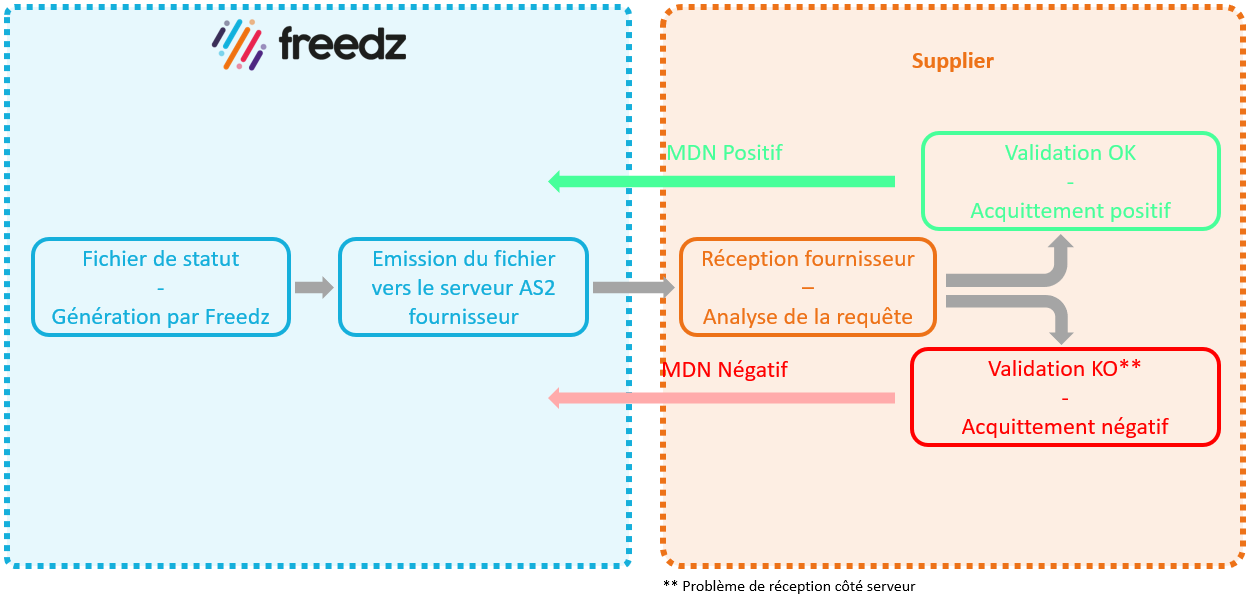 freedz
Supplier
MDN Positif
Validation OK
-
Acquittement positif
Fichier de statut
-
Génération par Freedz
Emission du fichier
vers le serveur AS2
fournisseur
Réception fournisseur
–
Analyse de la requête
MDN Négatif
Validation KO**
-
Acquittement négatif
** Problème de réception côté serveur